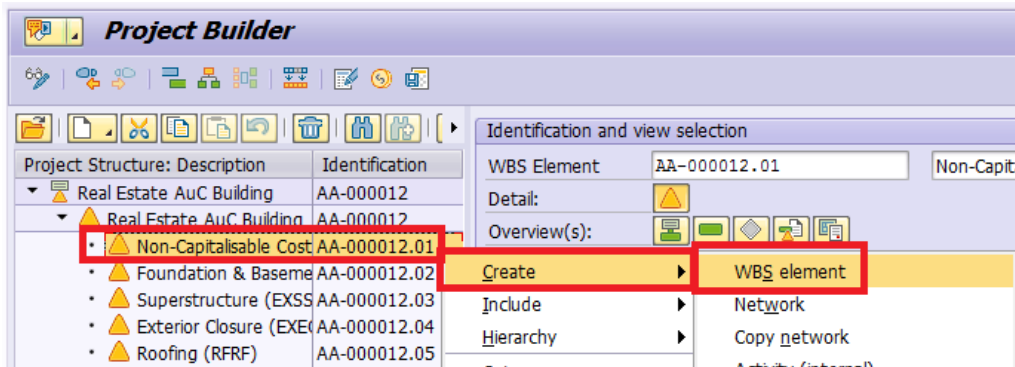 Project Builder
Identification and view selection
Project Structure: Description Identification
WBS Element AA-000012.01 Non-Capit
Real Estate AuC Building AA-000012
Detail:
Real Estate AuC Building AA-000012
Overview(s):
Non-Capitalisable Cost AA-000012.01
Create WBS element
Foundation & Baseme AA-000012.02
Include Network
Superstructure (EXSS AA-000012.03
Exterior Closure (EXE( AA-000012.04
Hierarchy Copy network
Roofing (RFRF) AA-000012.05
Activity (internal)